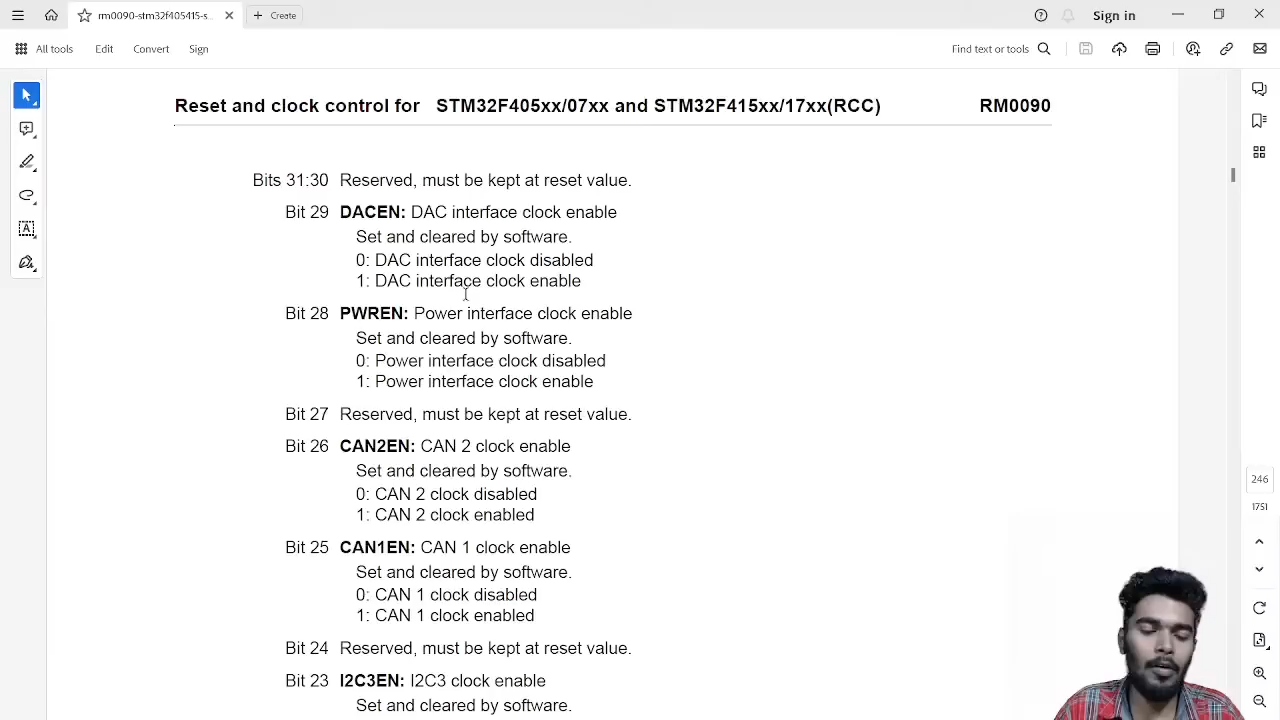 rm0090-stm32f405415-s...
Create
Sign in
All tools
Edit
Convert
Sign
Find text or tools
Reset and clock control for STM32F405xx/07xx and STM32F415xx/17xx(RCC)
RM0090
Bits 31:30 Reserved, must be kept at reset value.
Bit 29 DACEN: DAC interface clock enable
Set and cleared by software.
0: DAC interface clock disabled
1: DAC interface clock enable
Bit 28 PWREN: Power interface clock enable
Set and cleared by software.
0: Power interface clock disabled
1: Power interface clock enable
Bit 27 Reserved, must be kept at reset value.
Bit 26 CAN2EN: CAN 2 clock enable
Set and cleared by software.
0: CAN 2 clock disabled
1: CAN 2 clock enabled
Bit 25 CAN1EN: CAN 1 clock enable
Set and cleared by software.
0: CAN 1 clock disabled
1: CAN 1 clock enabled
Bit 24 Reserved, must be kept at reset value.
Bit 23 I2C3EN: I2C3 clock enable
Set and cleared by software.
246
1751